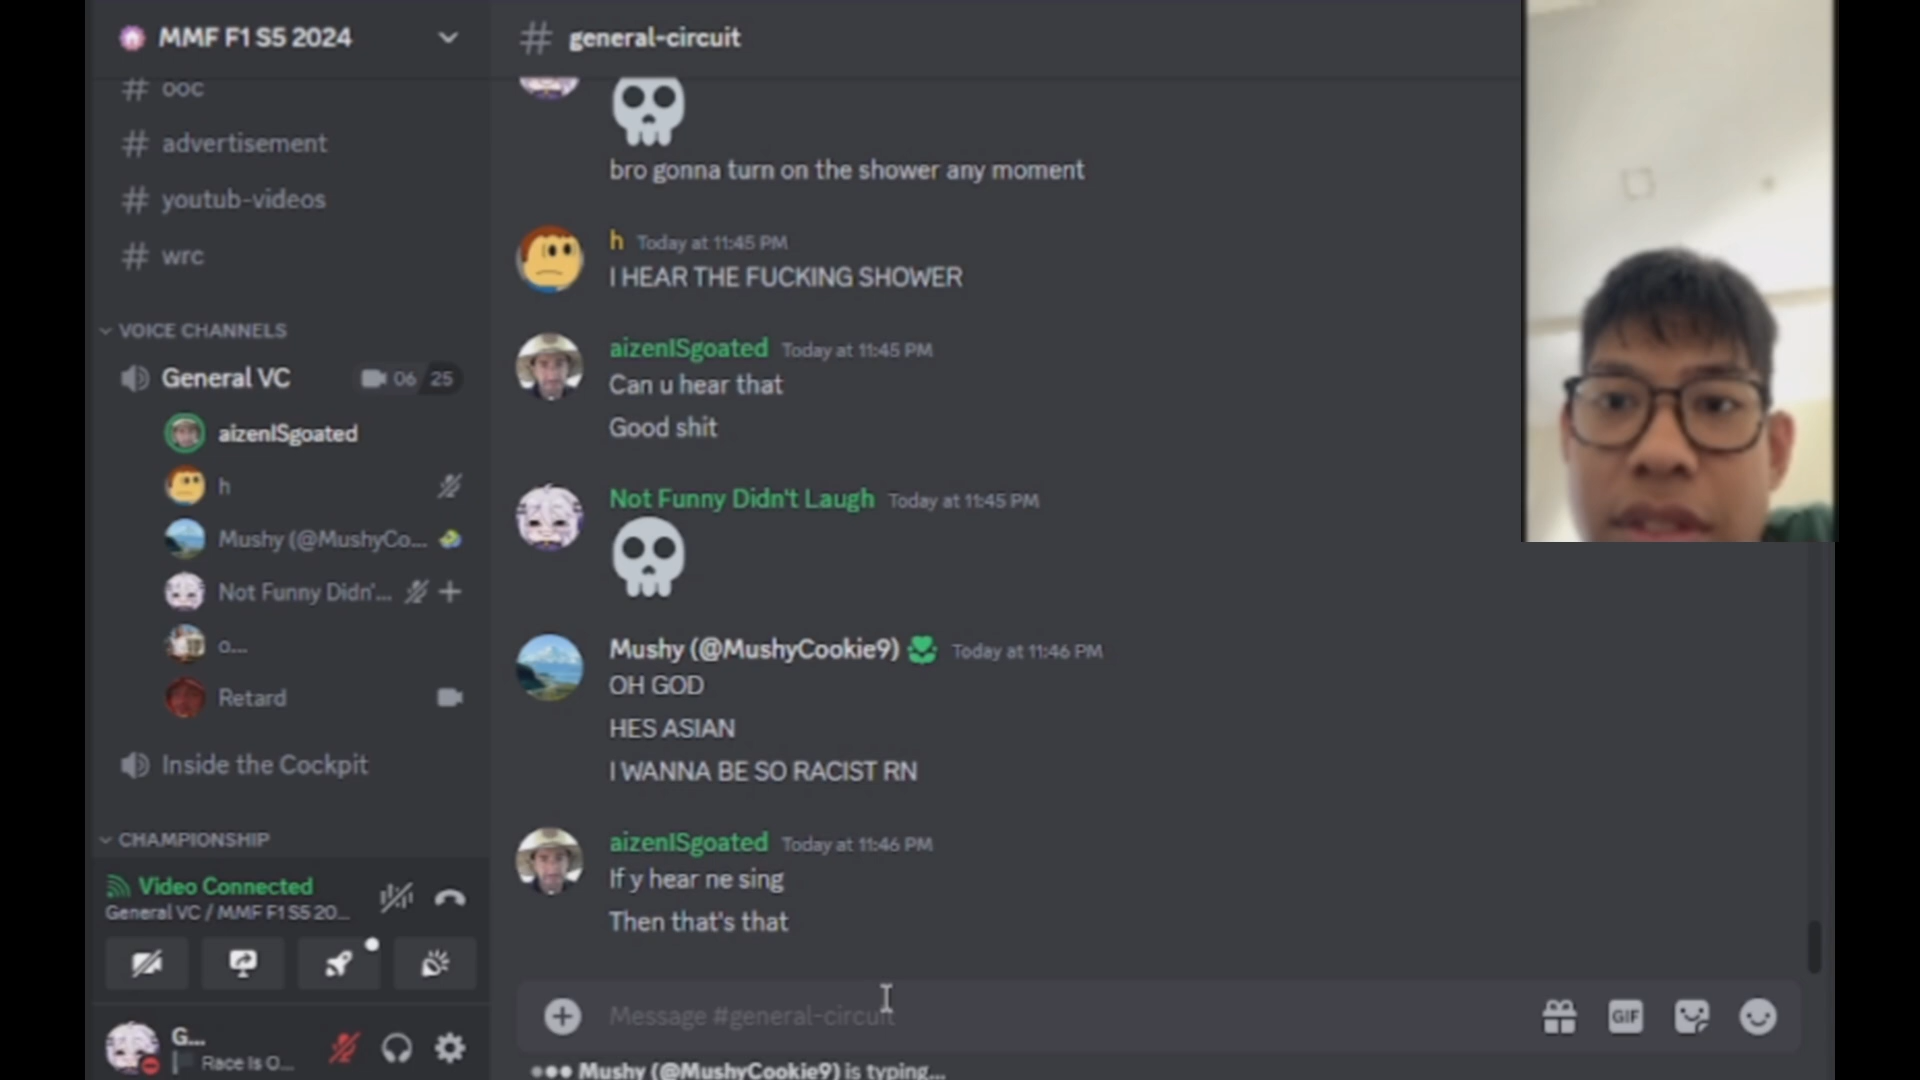 MMF F1 S5 2024
ooc
advertisement
youtub-videos
wrc
VOICE CHANNELS
General VC 06 25
aizenISgoated
h
Mushy (@MushyCo...
Not Funny Didn'...
o...
Retard
Inside the Cockpit
CHAMPIONSHIP
Video Connected
General VC / MMF F1 S5 20...
G...
Race Is O...
# general-circuit
bro gonna turn on the shower any moment
h Today at 11:45 PM
I HEAR THE FUCKING SHOWER
aizenISgoated Today at 11:45 PM
Can u hear that
Good shit
Not Funny Didn't Laugh Today at 11:45 PM
Mushy (@MushyCookie9) Today at 11:46 PM
OH GOD
HES ASIAN
I WANNA BE SO RACIST RN
aizenISgoated Today at 11:46 PM
If y hear ne sing
Then that's that
Message #general-circuit
GIF
Mushy (@MushyCookie9) is typing...